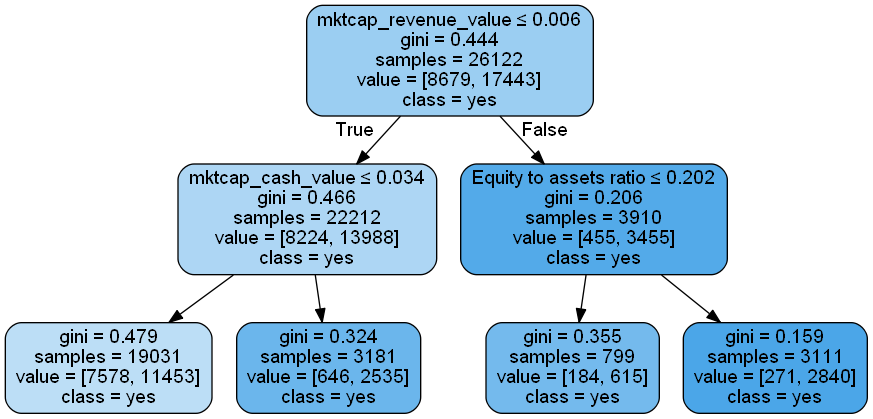 mktcap_revenue_value ≤ 0.006
gini = 0.444
samples = 26122
value = [8679, 17443]
class = yes
True
False
mktcap_cash_value ≤ 0.034
gini = 0.466
samples = 22212
value = [8224, 13988]
class = yes
Equity to assets ratio ≤ 0.202
gini = 0.206
samples = 3910
value = [455, 3455]
class = yes
gini = 0.479
samples = 19031
value = [7578, 11453]
class = yes
gini = 0.324
samples = 3181
value = [646, 2535]
class = yes
gini = 0.355
samples = 799
value = [184, 615]
class = yes
gini = 0.159
samples = 3111
value = [271, 2840]
class = yes